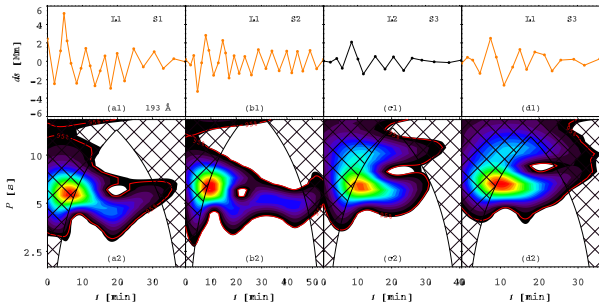 L1 S1
L1 S2
L2 S3
L1 S3
6
4
2
0
-2
-4
-6
ds [Mm]
(a1) 193 Å
(b1)
(c1)
(d1)
10
5
2.5
P [s]
(a2)
(b2)
(c2)
(d2)
0 10 20 30
0 10 20 30 40 50
0 10 20 30 40
0 10 20 30
t [min]
t [min]
t [min]
t [min]